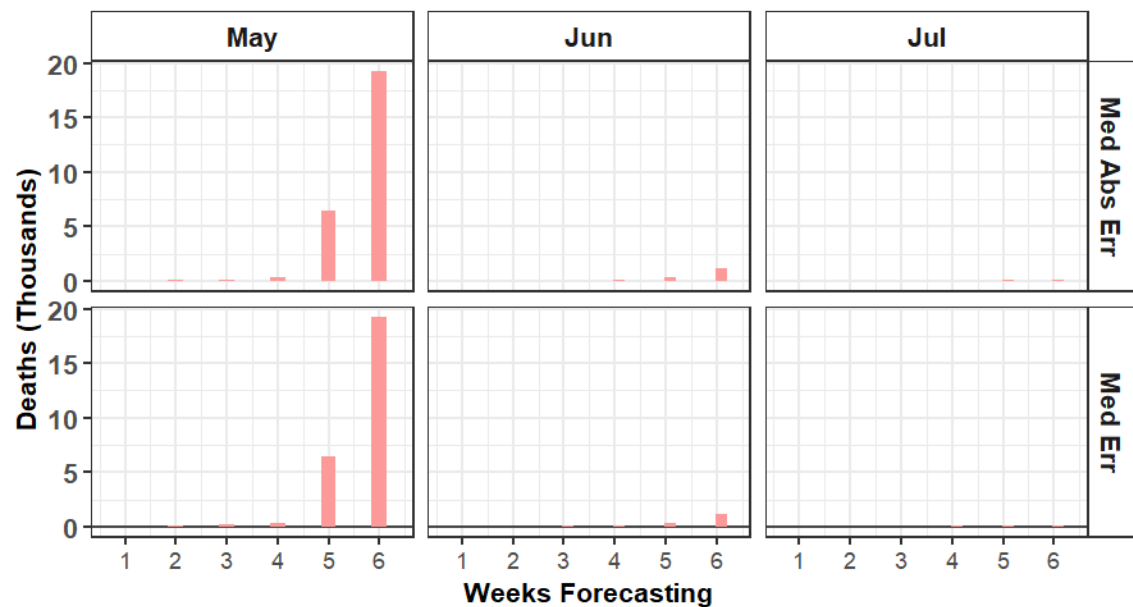 May Jun Jul
20
15
10
5
0
Med Abs Err
20
15
10
5
0
Med Err
Deaths (Thousands)
1 2 3 4 5 6 1 2 3 4 5 6 1 2 3 4 5 6
Weeks Forecasting